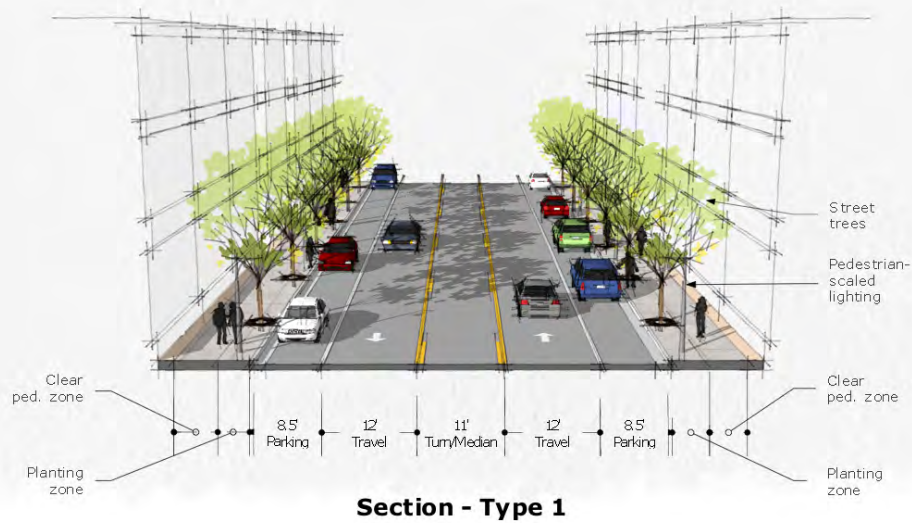 Street
trees
Pedestrian-
scaled
lighting
Clear
ped. zone
Planting
zone
8.5'
Parking
12'
Travel
11'
Turn/Median
12'
Travel
8.5'
Parking
Clear
ped. zone
Planting
zone
Section - Type 1